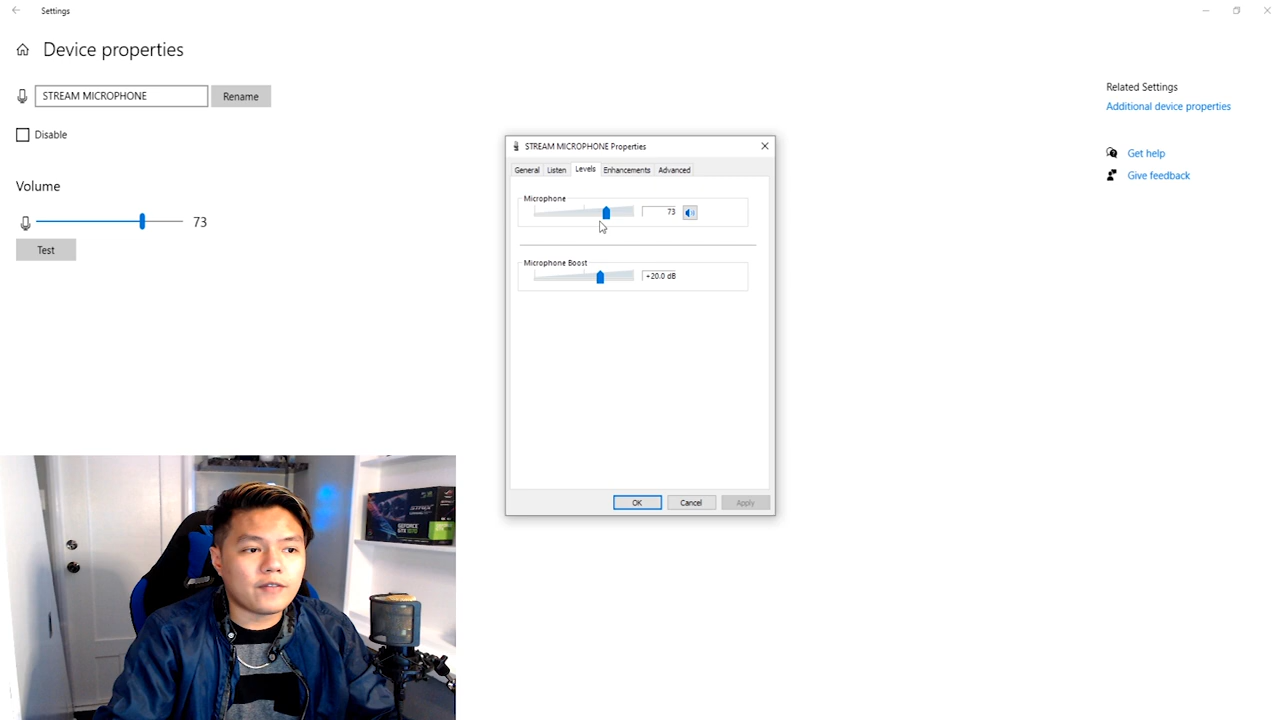 Settings
Device properties
STREAM MICROPHONE
Rename
Disable
Volume
73
Test
Related Settings
Additional device properties
Get help
Give feedback
STREAM MICROPHONE Properties
General Listen Levels Enhancements Advanced
Microphone
73
Microphone Boost
+20.0 dB
OK Cancel Apply
GEFORCE